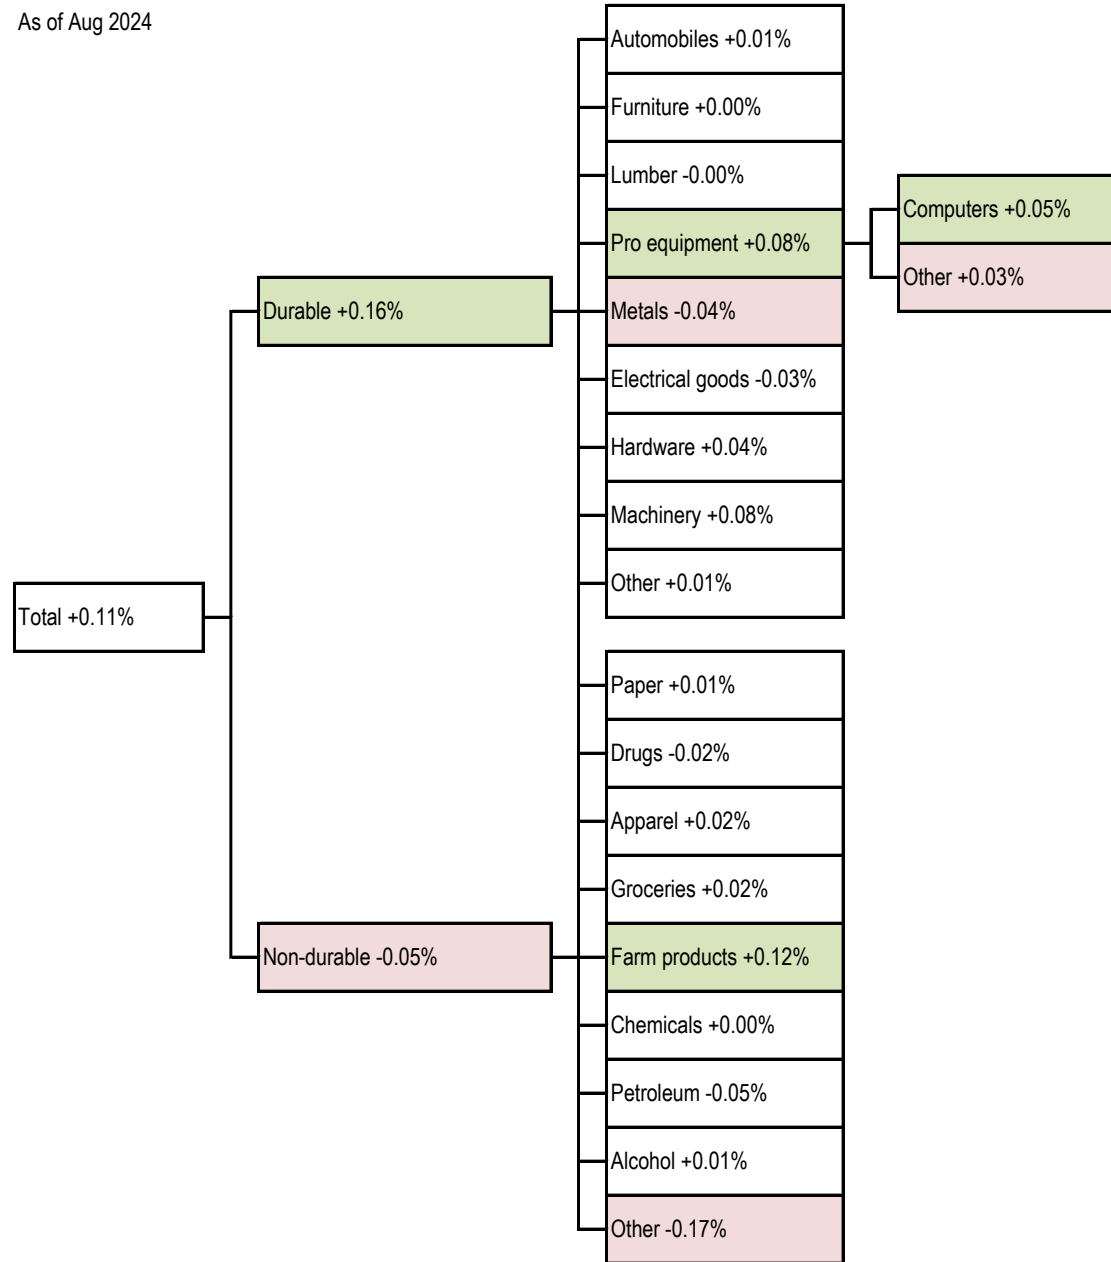 As of Aug 2024
Automobiles +0.01%
Furniture +0.00%
Lumber -0.00%
Pro equipment +0.08%
Computers +0.05%
Other +0.03%
Durable +0.16%
Metals -0.04%
Electrical goods -0.03%
Hardware +0.04%
Machinery +0.08%
Other +0.01%
Total +0.11%
Paper +0.01%
Drugs -0.02%
Apparel +0.02%
Groceries +0.02%
Non-durable -0.05%
Farm products +0.12%
Chemicals +0.00%
Petroleum -0.05%
Alcohol +0.01%
Other -0.17%